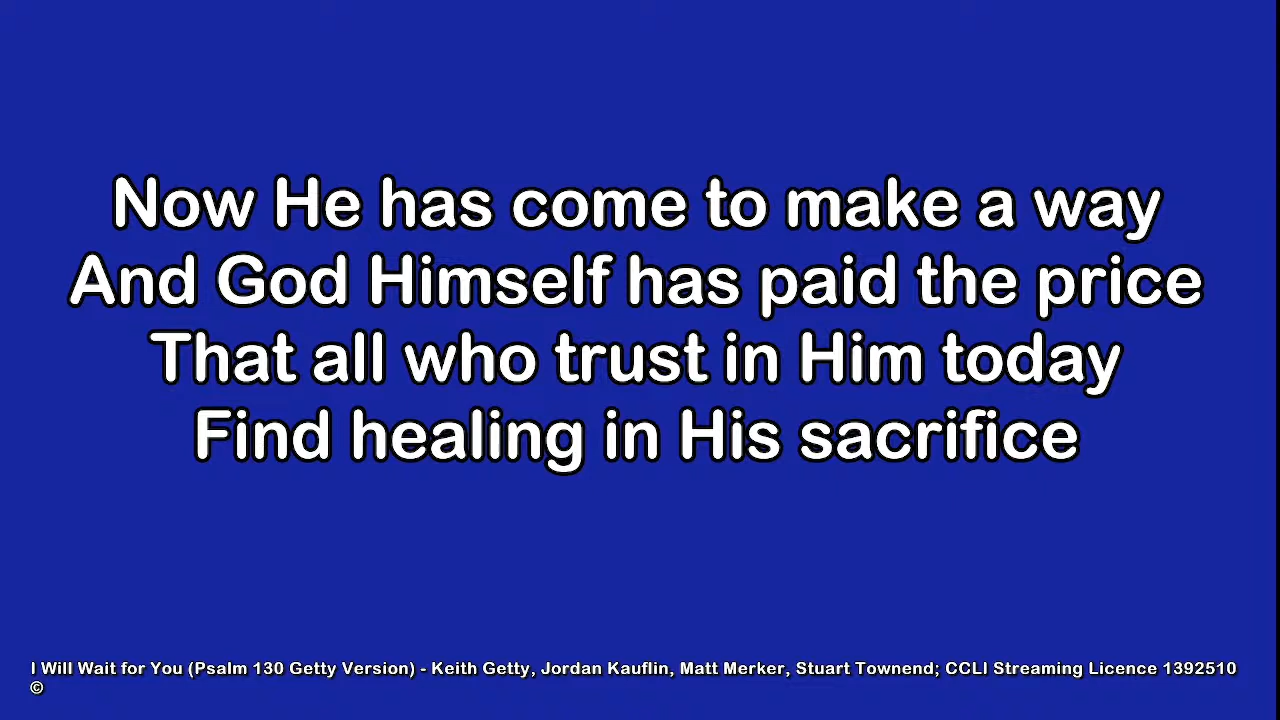 Now He has come to make a way
And God Himself has paid the price
That all who trust in Him today
Find healing in His sacrifice
I Will Wait for You (Psalm 130 Getty Version) - Keith Getty, Jordan Kauflin, Matt Merker, Stuart Townend; CCLI Streaming Licence 1392510
©